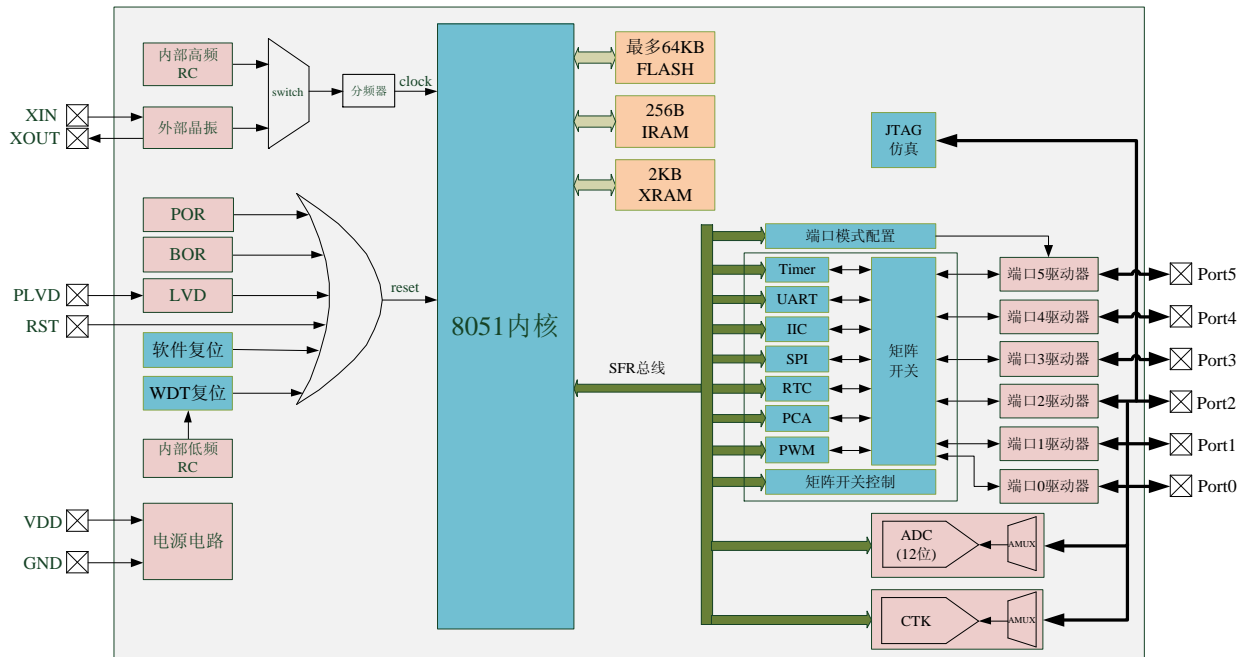 内部高频
RC
XIN
XOUT
外部晶振
switch
分频器
clock
POR
BOR
PLVD
LVD
RST
软件复位
WDT复位
内部低频
RC
reset
VDD
GND
电源电路
8051内核
最多64KB
FLASH
256B
IRAM
2KB
XRAM
SFR总线
JTAG
仿真
端口模式配置
Timer
UART
IIC
SPI
RTC
PCA
PWM
矩阵
开关
矩阵开关控制
端口5驱动器
Port5
端口4驱动器
Port4
端口3驱动器
Port3
端口2驱动器
Port2
端口1驱动器
Port1
端口0驱动器
Port0
ADC
(12位)
AMUX
CTK
AMUX